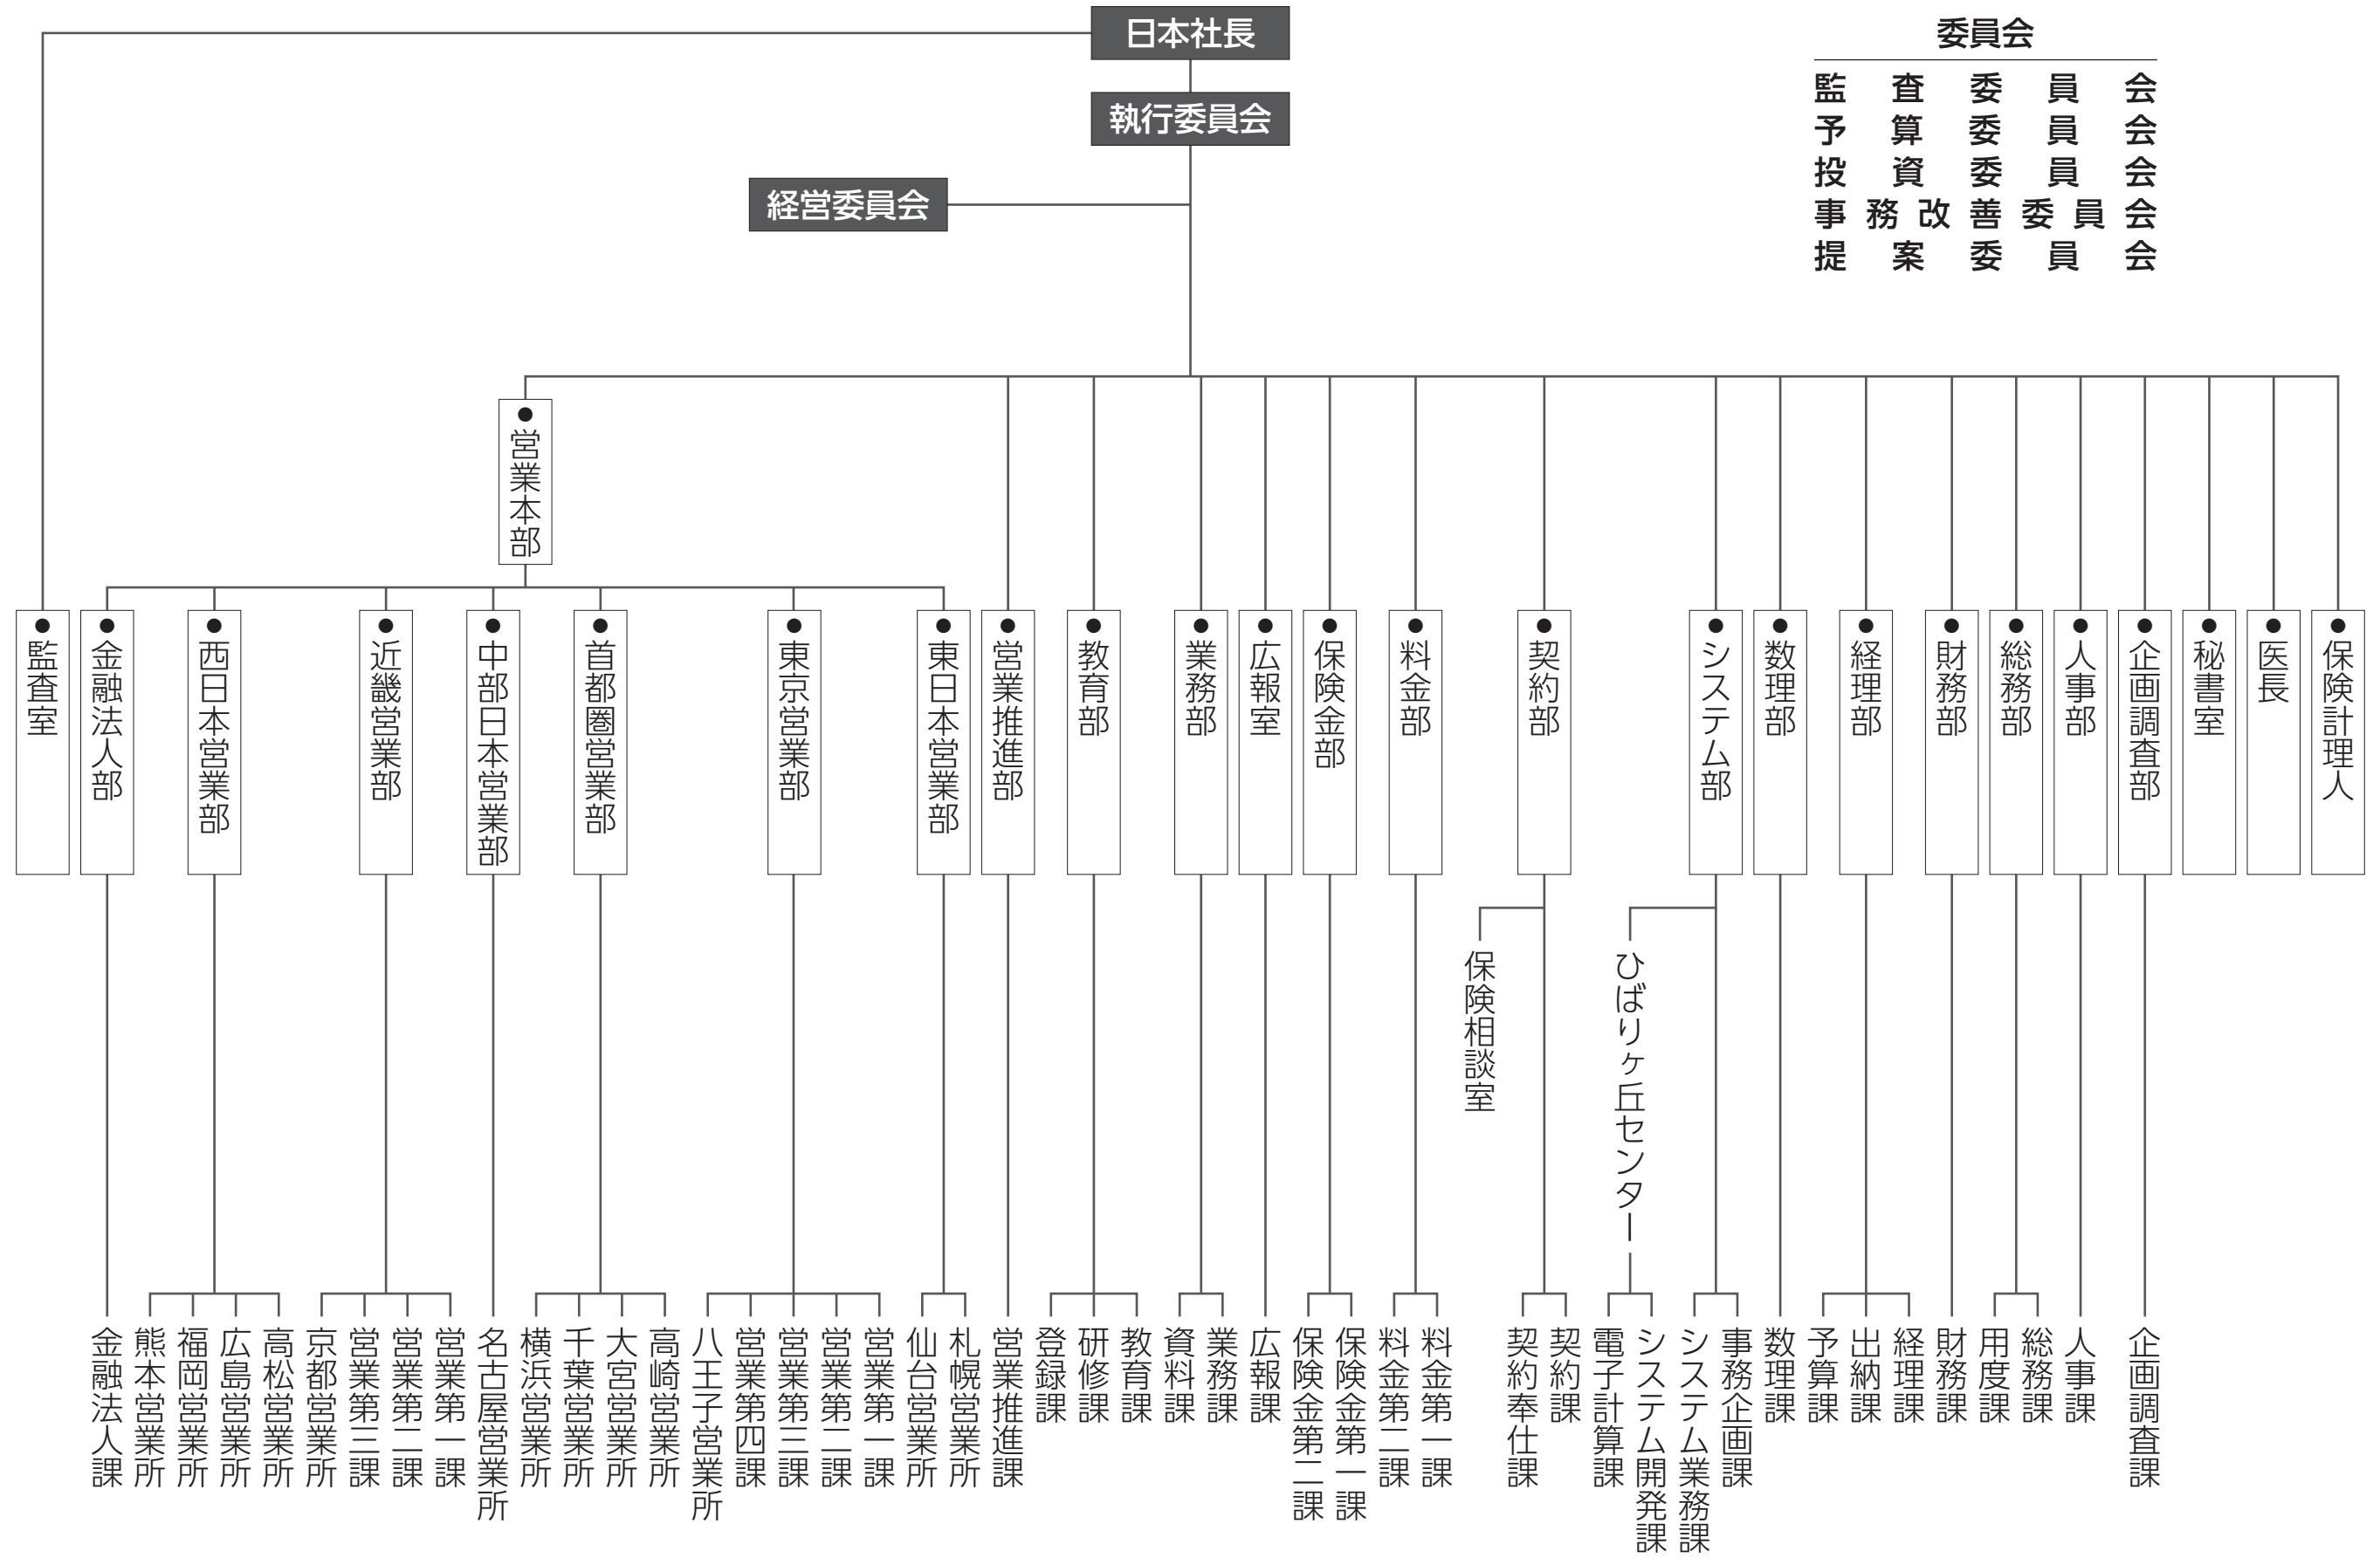 日本社長
執行委員会
経営委員会
委員会
監査委員会
予算委員会
投資委員会
事務改善委員会
提案委員会
●営業本部
●保険計理人
●医長
●秘書室
●企画調査部
●人事部
●総務部
●財務部
●経理部
●数理部
●システム部
●契約部
●料金部
●保険金部
●広報室
●業務部
●教育部
●営業推進部
●東日本営業部
●東京営業部
●首都圏営業部
●中部日本営業部
●近畿営業部
●西日本営業部
●金融法人部
●監査室
ひばりヶ丘センター
保険相談室
企画調査課
人事課
総務課
用度課
財務課
経理課
出納課
予算課
数理課
事務企画課
システム業務課
システム開発課
電子計算課
契約課
契約奉仕課
料金第一課
料金第二課
保険金第一課
保険金第二課
広報課
業務課
資料課
教育課
研修課
登録課
営業推進課
札幌営業所
仙台営業所
営業第一課
営業第二課
営業第三課
営業第四課
八王子営業所
高崎営業所
大宮営業所
千葉営業所
横浜営業所
名古屋営業所
営業第一課
営業第二課
営業第三課
京都営業所
高松営業所
広島営業所
福岡営業所
熊本営業所
金融法人課